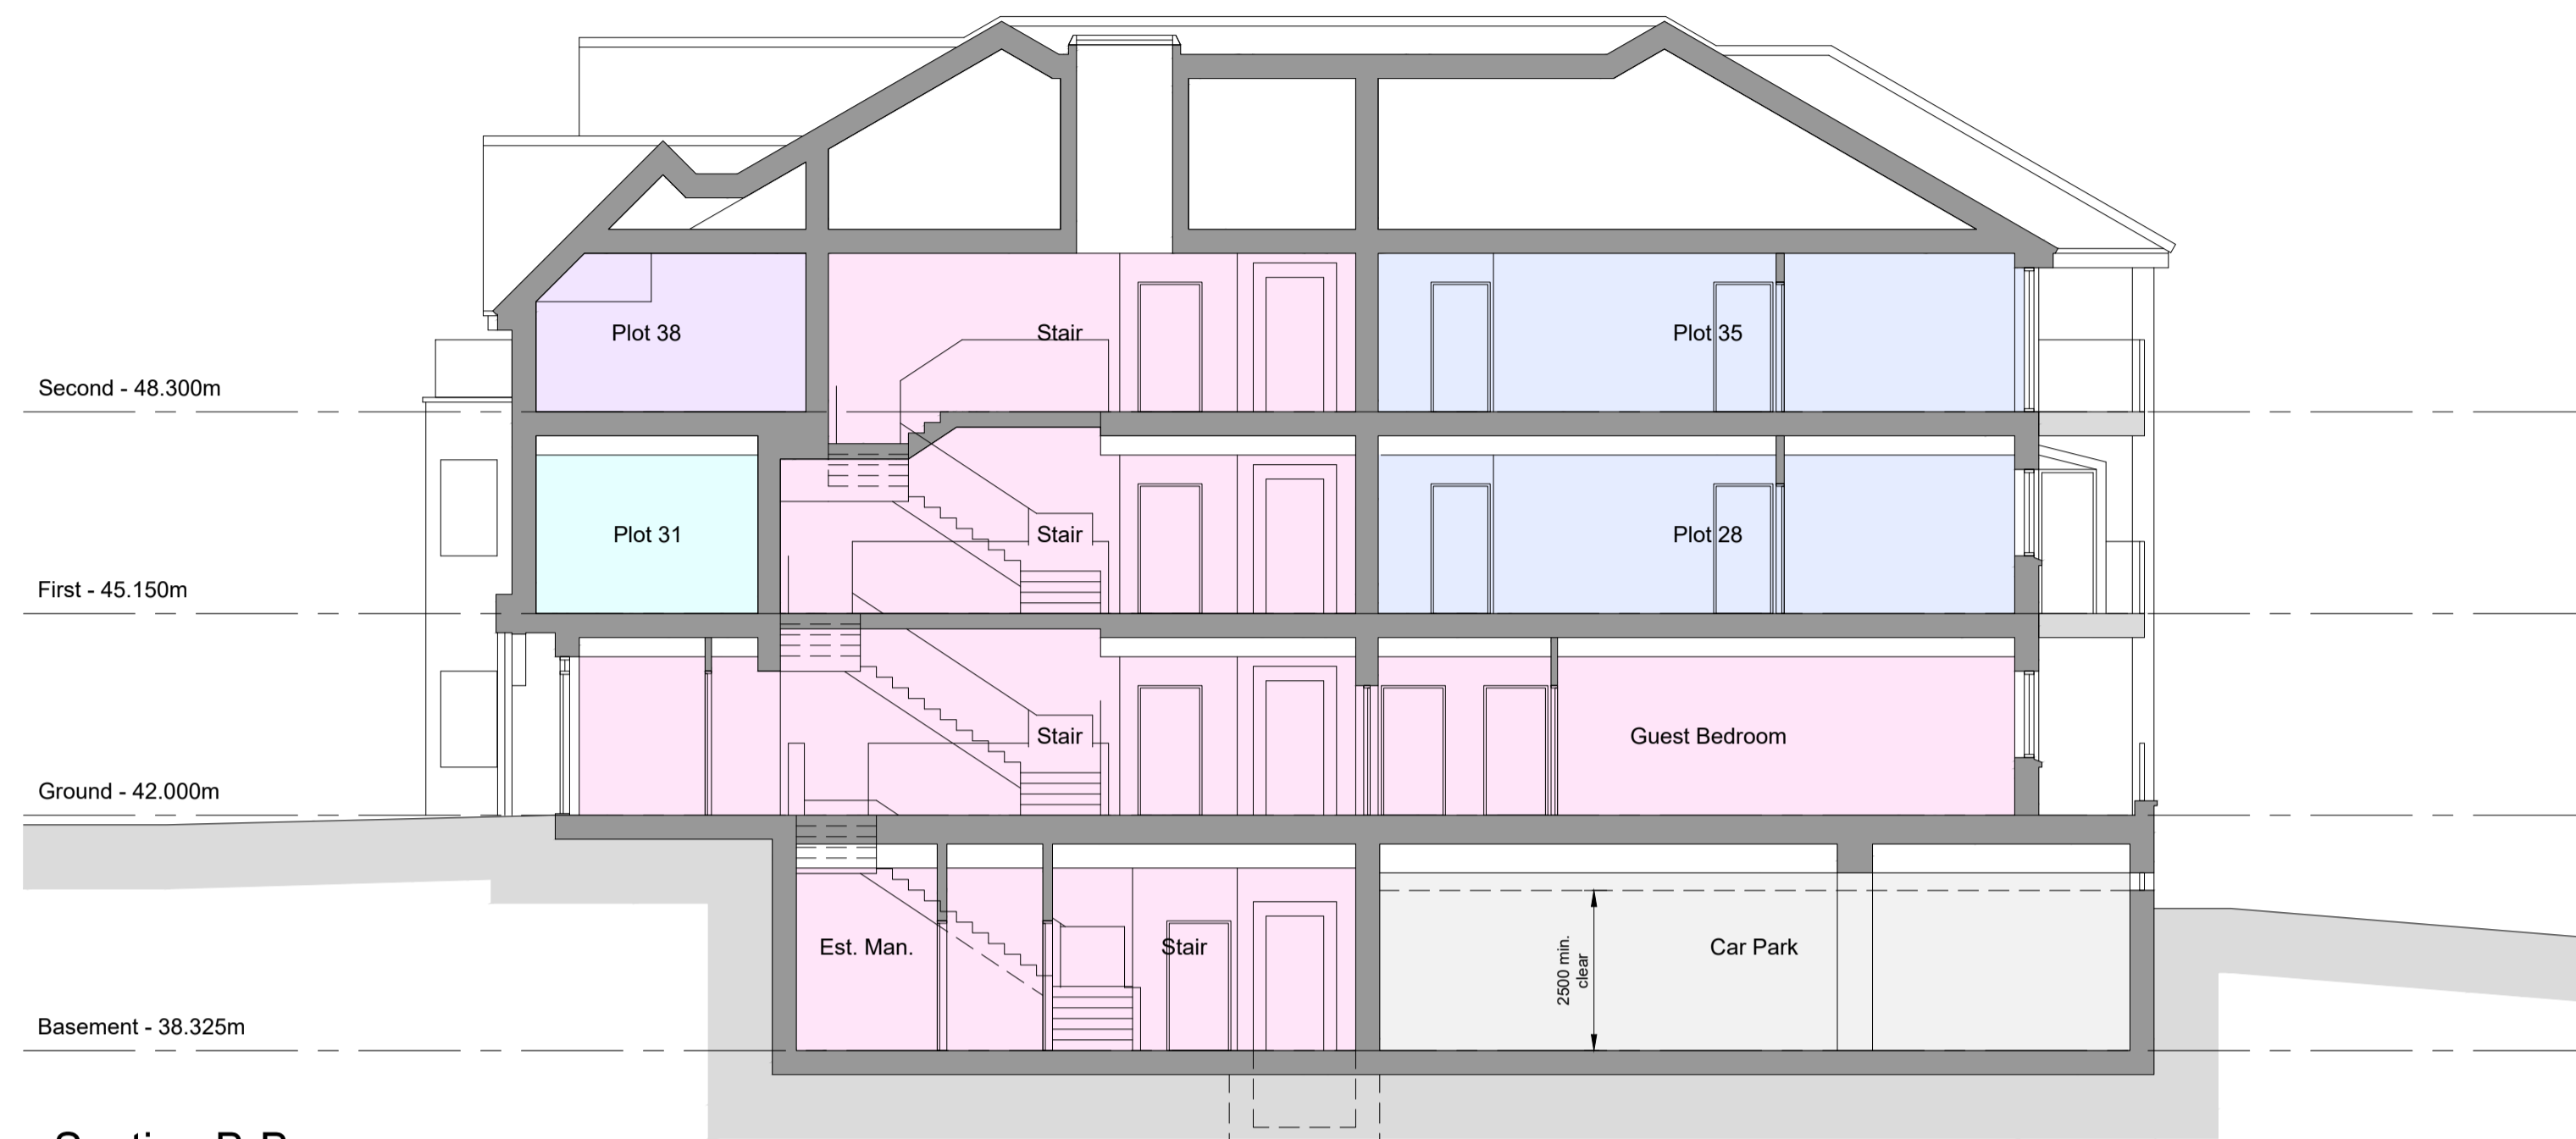 Plot 38
Stair
Plot 35
Second - 48.300m
Plot 31
Stair
Plot 28
First - 45.150m
Stair
Guest Bedroom
Ground - 42.000m
Est. Man.
Stair
2500 min.
clear
Car Park
Basement - 38.325m